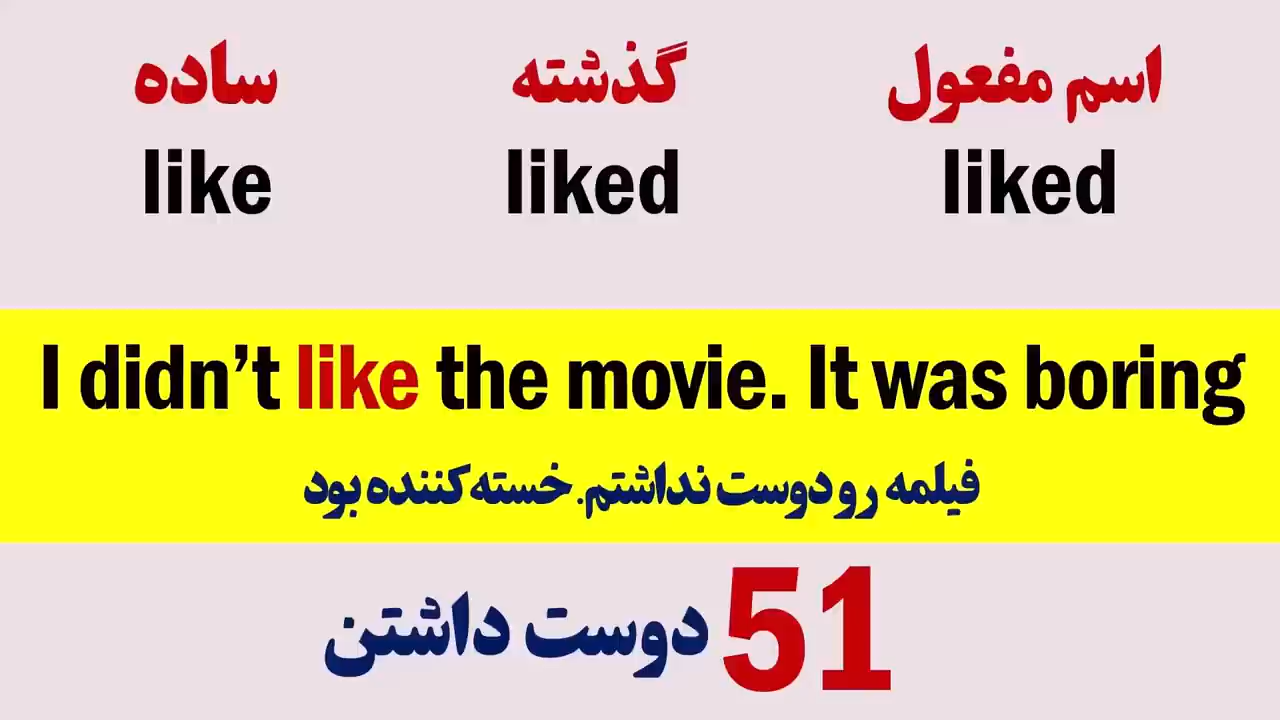 ساده گذشته اسم مفعول
like liked liked
I didn't like the movie. It was boring
فیلمه رو دوست نداشتم. خسته کننده بود
51 دوست داشتن